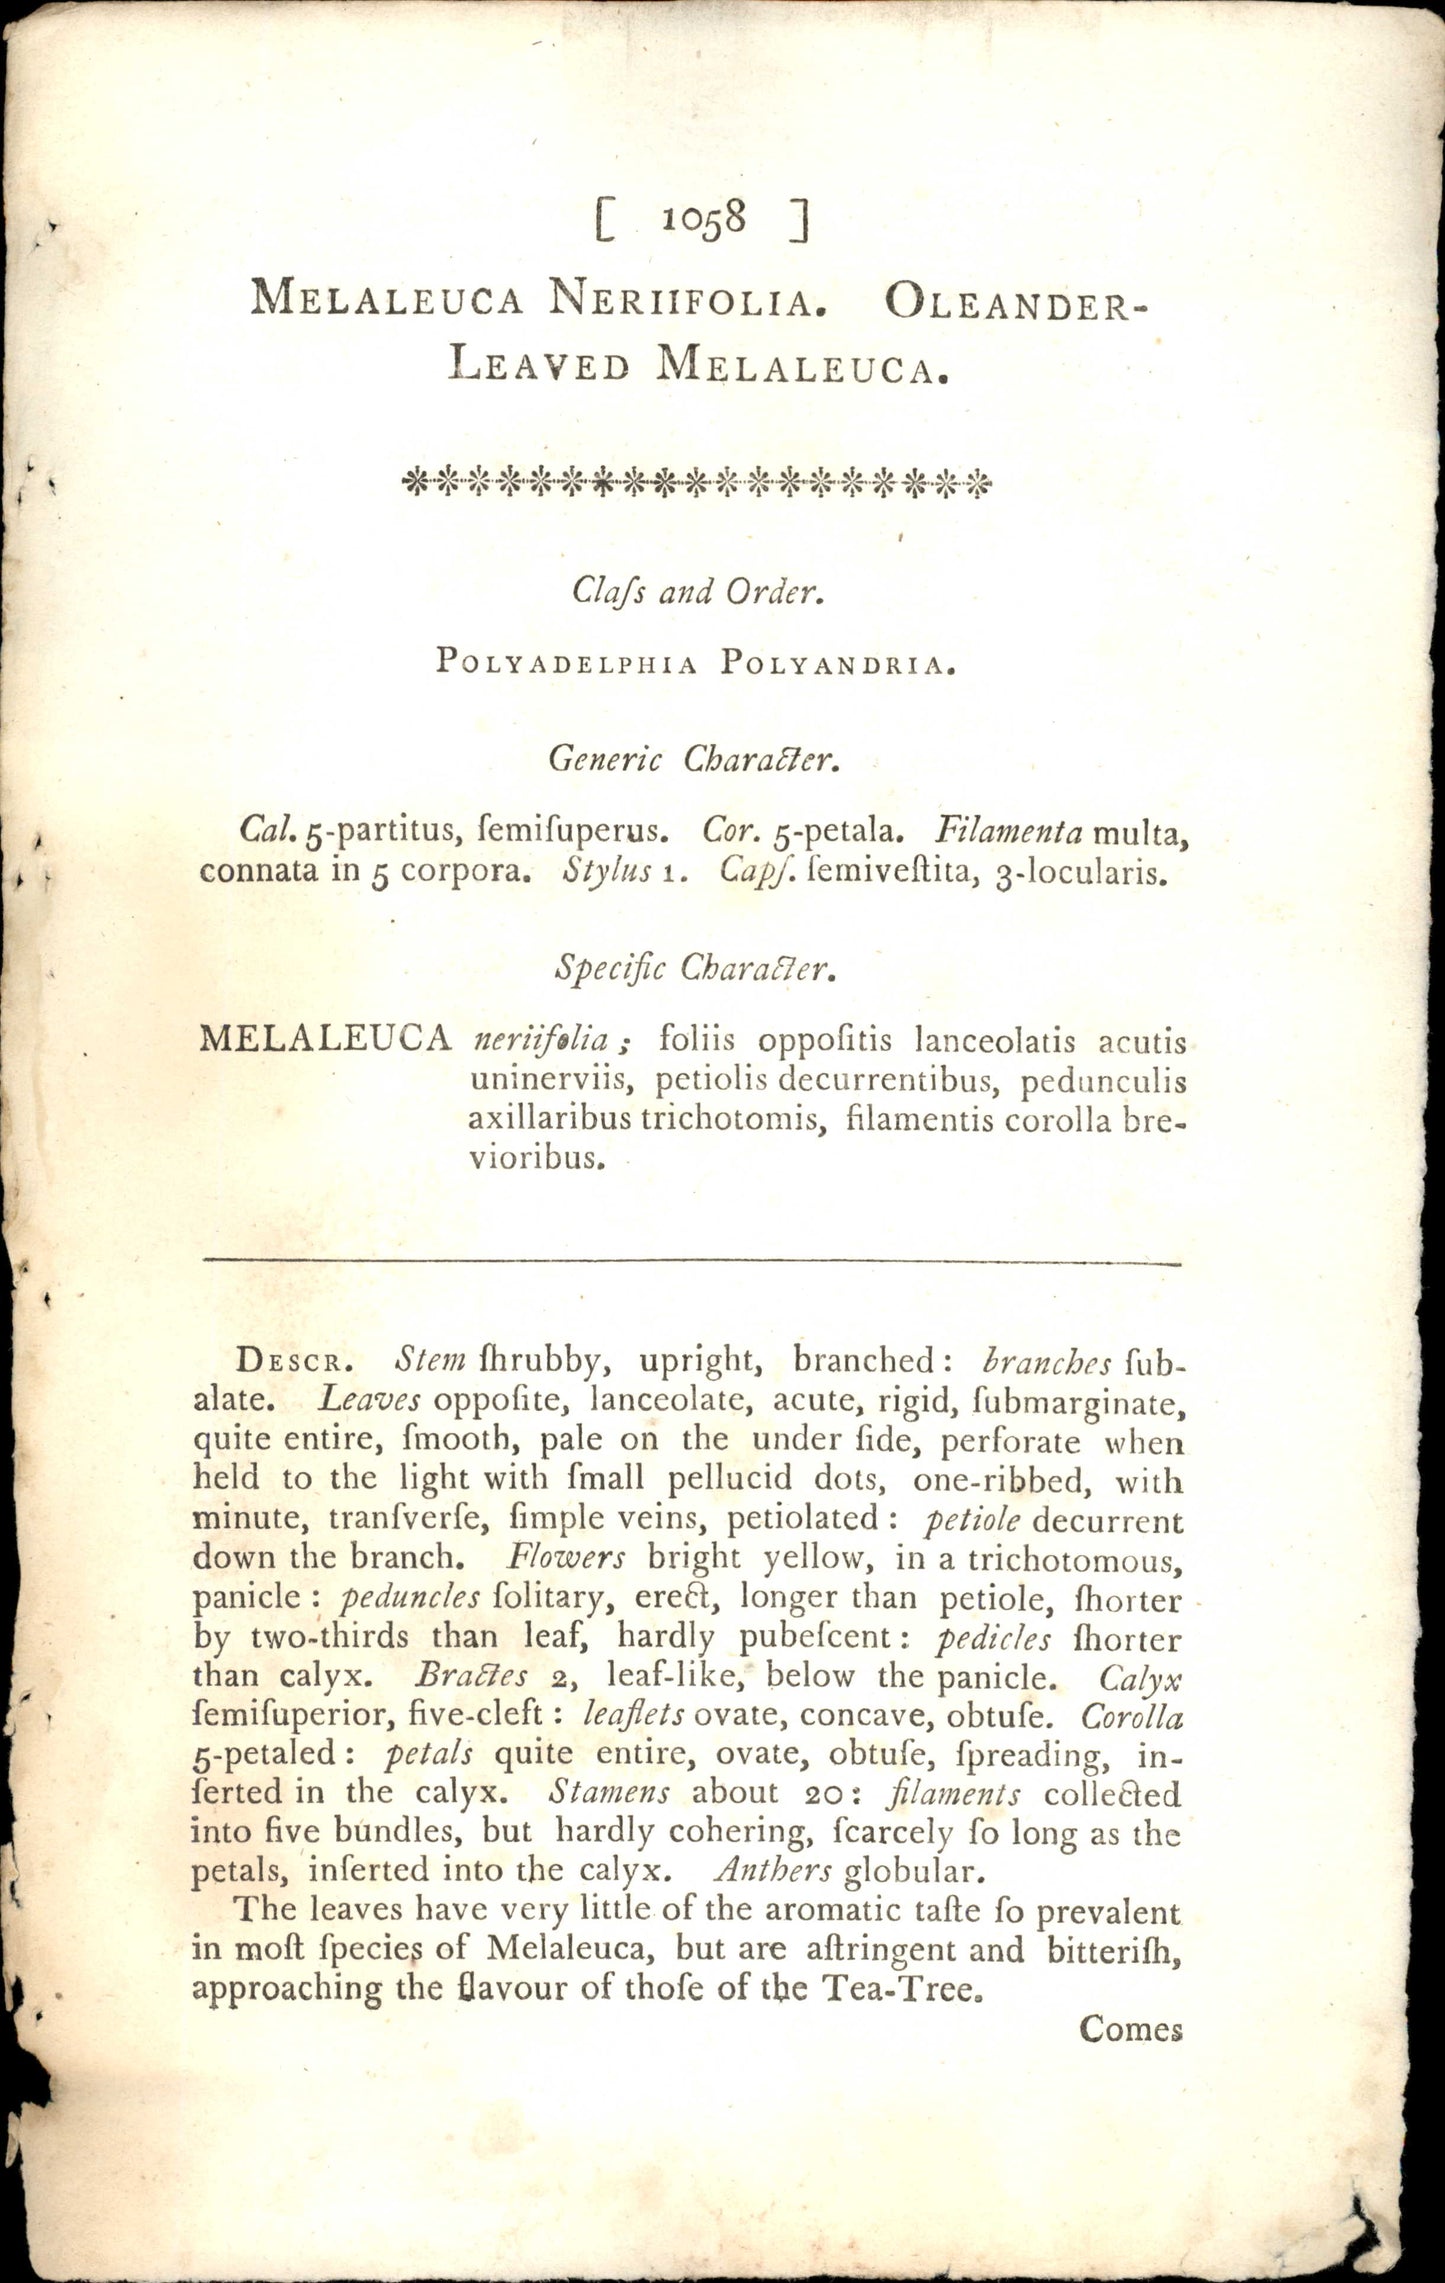 [ 1058 ]
MELALEUCA NERIIFOLIA. OLEANDER-
LEAVED MELALEUCA.
Claſs and Order.
POLYADELPHIA POLYANDRIA.
Generic Character.
Cal. 5-partitus, ſemiſuperus. Cor. 5-petala. Filamenta multa,
connata in 5 corpora. Stylus 1. Capſ. ſemiveſtita, 3-locularis.
Specific Character.
MELALEUCA neriifolia; foliis oppoſitis lanceolatis acutis
uninerviis, petiolis decurrentibus, pedunculis
axillaribus trichotomis, filamentis corolla bre-
vioribus.
DESCR. Stem ſhrubby, upright, branched: branches ſub-
alate. Leaves oppoſite, lanceolate, acute, rigid, ſubmarginate,
quite entire, ſmooth, pale on the under ſide, perforate when
held to the light with ſmall pellucid dots, one-ribbed, with
minute, tranſverſe, ſimple veins, petiolated: petiole decurrent
down the branch. Flowers bright yellow, in a trichotomous,
panicle: peduncles ſolitary, erect, longer than petiole, ſhorter
by two-thirds than leaf, hardly pubeſcent: pedicles ſhorter
than calyx. Bractes 2, leaf-like, below the panicle. Calyx
ſemiſuperior, five-cleft: leaflets ovate, concave, obtuſe. Corolla
5-petaled: petals quite entire, ovate, obtuſe, ſpreading, in-
ſerted in the calyx. Stamens about 20: filaments collected
into five bundles, but hardly cohering, ſcarcely ſo long as the
petals, inſerted into the calyx. Anthers globular.
The leaves have very little of the aromatic taſte ſo prevalent
in moſt ſpecies of Melaleuca, but are aſtringent and bitteriſh,
approaching the flavour of thoſe of the Tea-Tree.
Comes